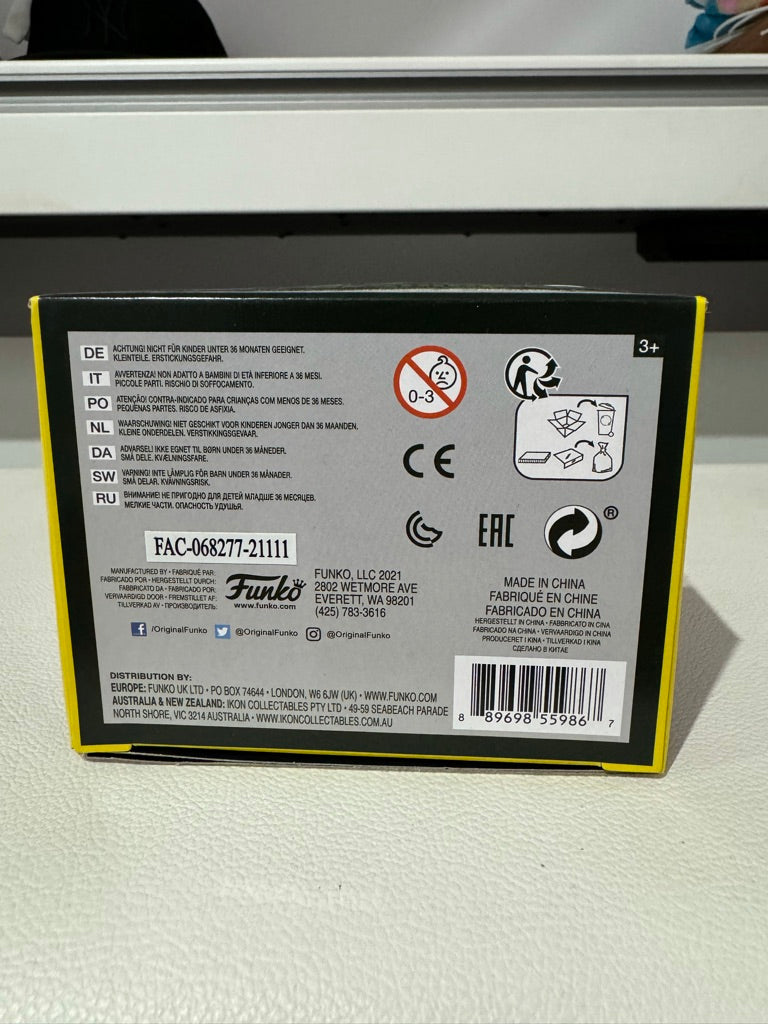 3+
DE ACHTUNG! NICHT FÜR KINDER UNTER 36 MONATEN GEEIGNET.
KLEINTEILE. ERSTICKUNGSGEFAHR.
IT AVVERTENZA! NON ADATTO A BAMBINI DI ETÀ INFERIORE A 36 MESI.
PICCOLE PARTI. RISCHIO DI SOFFOCAMENTO.
PO ATENÇÃO! CONTRA-INDICADO PARA CRIANÇAS COM MENOS DE 36 MESES.
PEQUENAS PARTES. RISCO DE ASFIXIA.
NL WAARSCHUWING! NIET GESCHIKT VOOR KINDEREN JONGER DAN 36 MAANDEN.
KLEINE ONDERDELEN. VERSTIKKINGSGEVAAR.
DA ADVARSEL! IKKE EGNET TIL BØRN UNDER 36 MÅNEDER.
SMÅ DELE. KVÆLNINGSFARE.
SW VARNING! INTE LÄMPLIG FÖR BARN UNDER 36 MÅNADER.
SMÅ DELAR. KVÄVNINGSRISK.
RU ВНИМАНИЕ! НЕ ПРИГОДНО ДЛЯ ДЕТЕЙ МЛАДШЕ 36 МЕСЯЦЕВ.
МЕЛКИЕ ЧАСТИ. ОПАСНОСТЬ УДУШЬЯ.
0-3
CE
EAC
®
FAC-068277-21111
MANUFACTURED BY • FABRIQUÉ PAR:
FABRICADO POR • HERGESTELLT DURCH:
FABBRICATO DA • FABRICADO POR:
VERVAARDIGD DOOR • FREMSTILLET AF:
TILLVERKAD AV • ПРОИЗВОДИТЕЛЬ:
Funko
www.funko.com
FUNKO, LLC 2021
2802 WETMORE AVE
EVERETT, WA 98201
(425) 783-3616
/OriginalFunko @OriginalFunko @OriginalFunko
MADE IN CHINA
FABRIQUÉ EN CHINE
FABRICADO EN CHINA
HERGESTELLT IN CHINA • FABBRICATO IN CINA
FABRICADO NA CHINA • VERVAARDIGD IN CHINA
PRODUCERET I KINA • TILLVERKAD I KINA
СДЕЛАНО В КИТАЕ
DISTRIBUTION BY:
EUROPE: FUNKO UK LTD • PO BOX 74644 • LONDON, W6 6JW (UK) • WWW.FUNKO.COM
AUSTRALIA & NEW ZEALAND: IKON COLLECTABLES PTY LTD • 49-59 SEABEACH PARADE
NORTH SHORE, VIC 3214 AUSTRALIA • WWW.IKONCOLLECTABLES.COM.AU
8 89698 55986 7